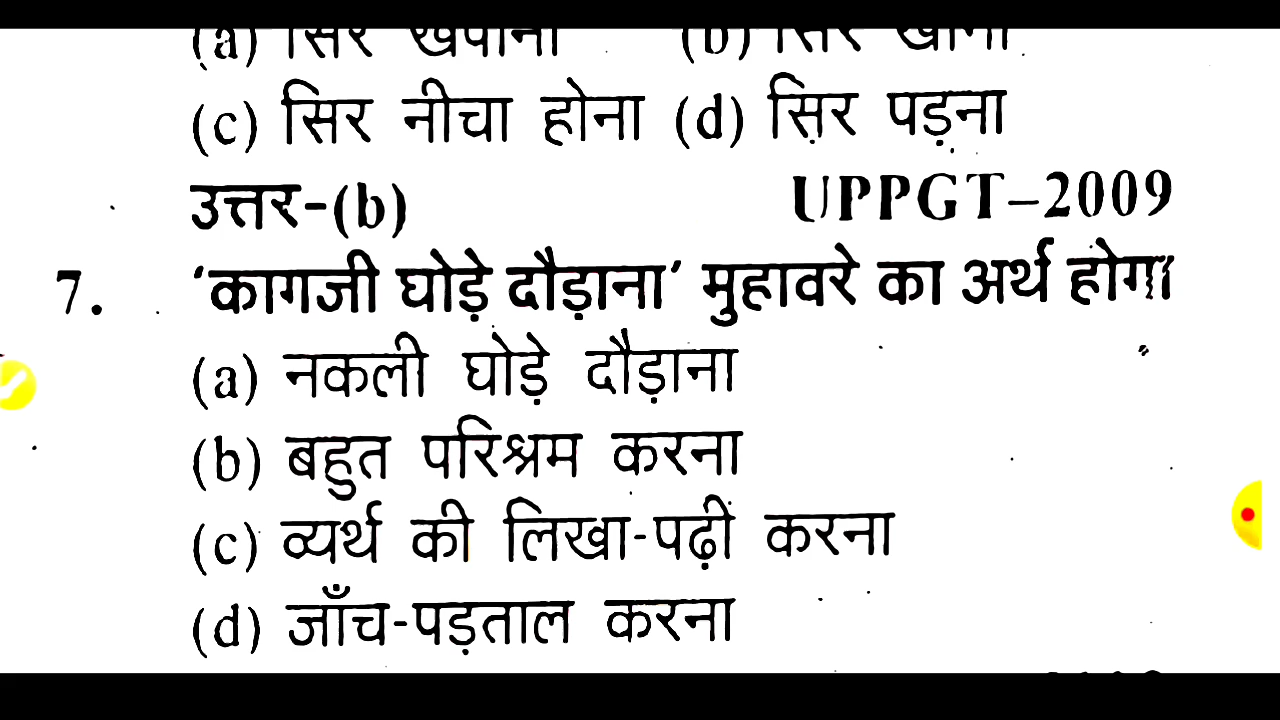 (a) सिर खपाना (b) सिर खाना
(c) सिर नीचा होना (d) सिर पड़ना
उत्तर-(b) UPPGT–2009
7. ‘कागजी घोड़े दौड़ाना’ मुहावरे का अर्थ होगा
(a) नकली घोड़े दौड़ाना
(b) बहुत परिश्रम करना
(c) व्यर्थ की लिखा-पढ़ी करना
(d) जाँच-पड़ताल करना